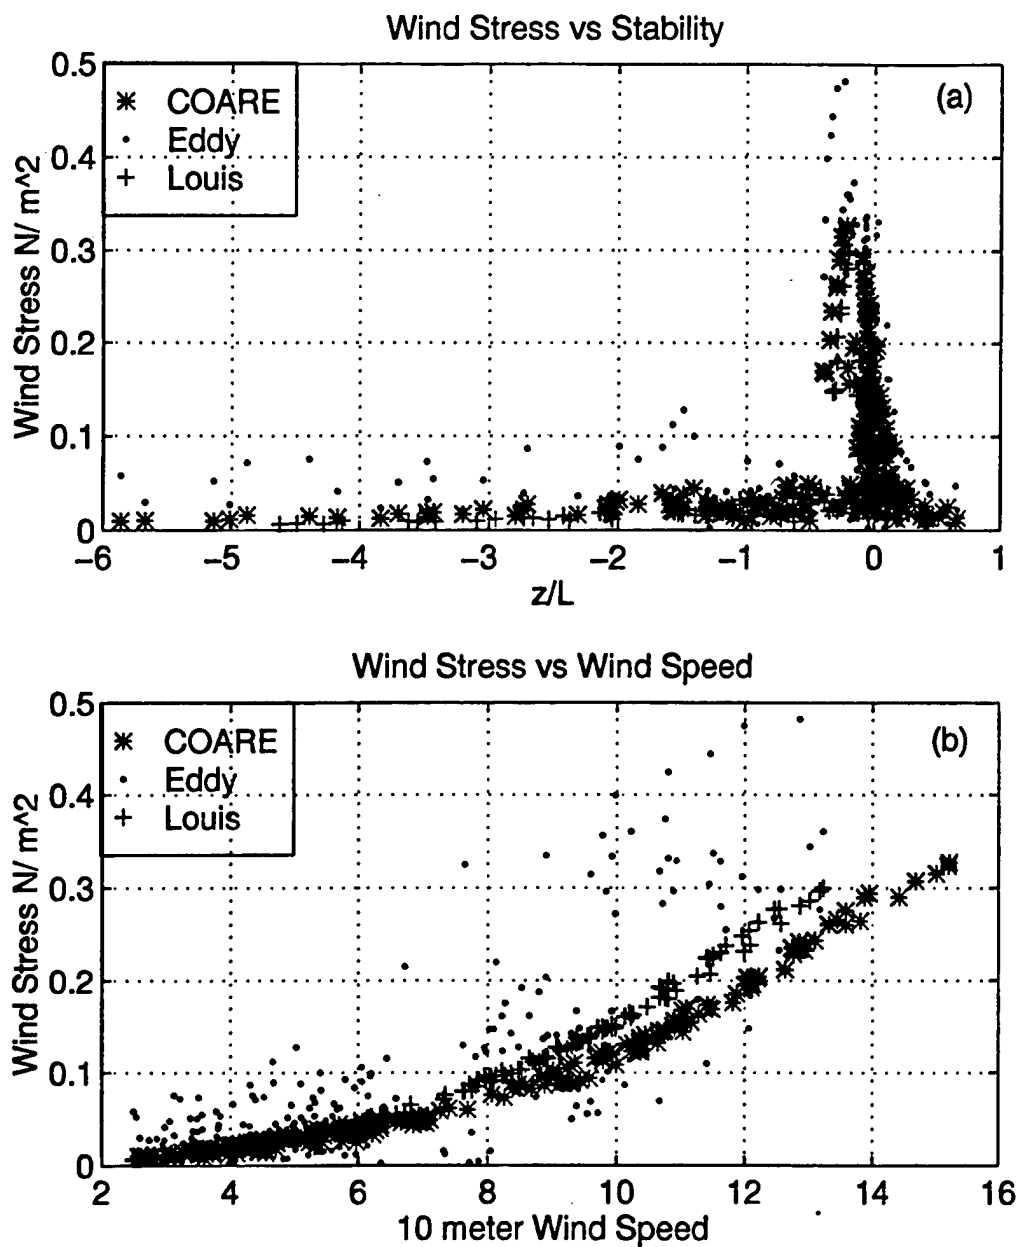 Wind Stress vs Stability
0.5
0.4
0.3
0.2
0.1
0
Wind Stress N/ m^2
COARE
Eddy
Louis
(a)
−6 −5 −4 −3 −2 −1 0 1
z/L
Wind Stress vs Wind Speed
0.5
0.4
0.3
0.2
0.1
0
Wind Stress N/ m^2
COARE
Eddy
Louis
(b)
2 4 6 8 10 12 14 16
10 meter Wind Speed